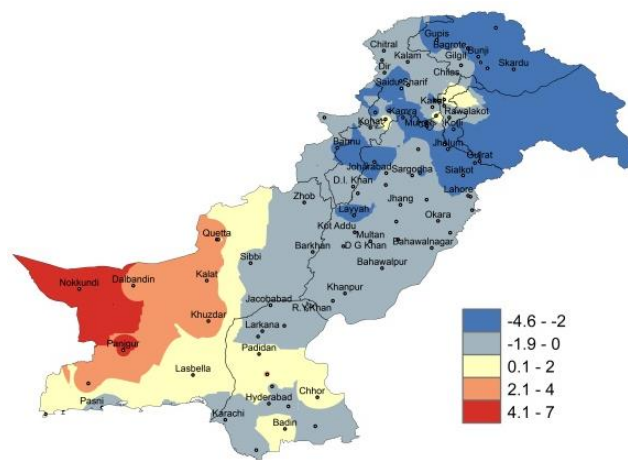 Gupis
Bagrote
Chitral
Kalam
Gilgit
Bunji
Dir
Chilas
Skardu
Saidu Sharif
Kakul
Kamra
Rawalakot
Kohat
Kotli
Bannu
Jhelum
Gujrat
Joharabad
Sargodha
Sialkot
D.I. Khan
Lahore
Zhob
Jhang
Layyah
Okara
Quetta
Kot Addu
Multan
Barkhan
D G Khan
Bahawalnagar
Sibbi
Nokkundi
Dalbandin
Kalat
Bahawalpur
Khanpur
Jacobabad
R.Y.Khan
Khuzdar
Larkana
Panjgur
Padidan
Lasbella
Pasni
Chhor
Hyderabad
Karachi
Badin
-4.6 - -2
-1.9 - 0
0.1 - 2
2.1 - 4
4.1 - 7